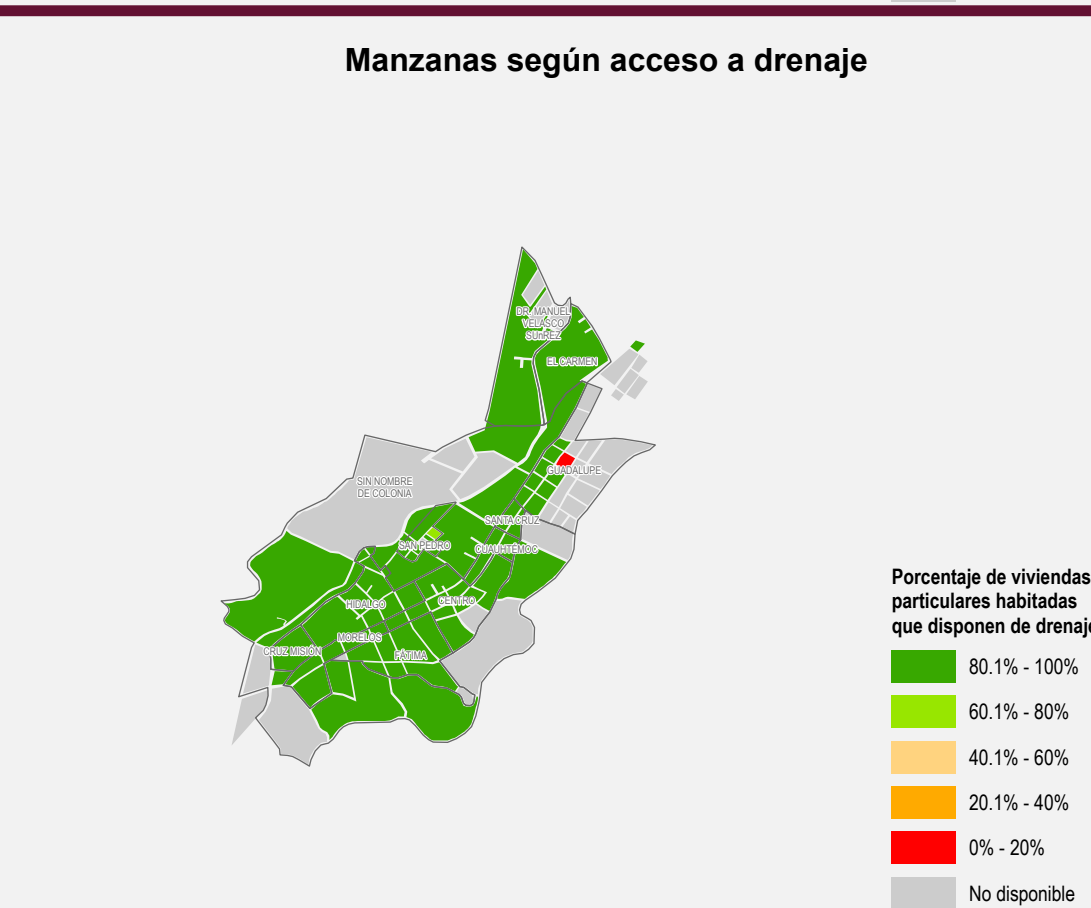 Manzanas según acceso a drenaje
DR. MANUEL
VELASCO
SUnREZ
EL CARMEN
GUADALUPE
SIN NOMBRE
DE COLONIA
SANTA CRUZ
SAN PEDRO
CUAUHTÉMOC
HIDALGO
CENTRO
MORELOS
CRUZ MISIÓN
FÁTIMA
Porcentaje de viviendas
particulares habitadas
que disponen de drenaje
80.1% - 100%
60.1% - 80%
40.1% - 60%
20.1% - 40%
0% - 20%
No disponible